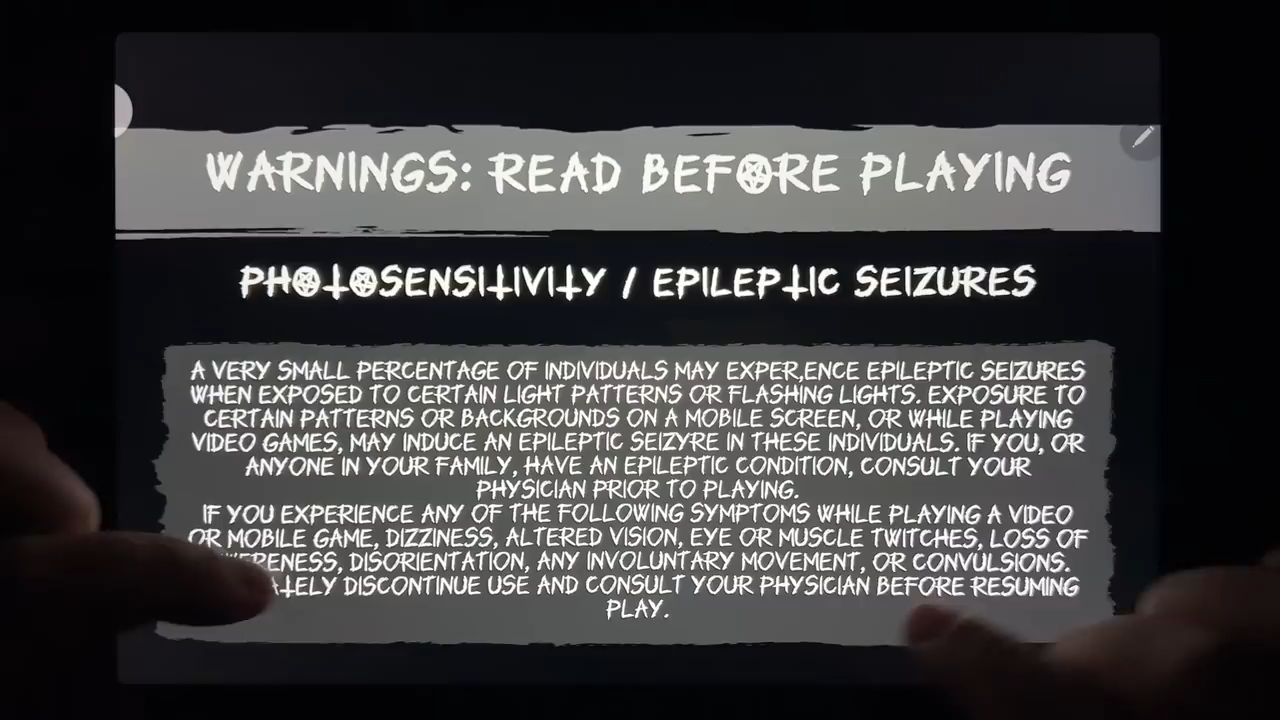 WARNINGS: READ BEFORE PLAYING
PHOTOSENSITIVITY / EPILEPTIC SEIZURES
A VERY SMALL PERCENTAGE OF INDIVIDUALS MAY EXPER,ENCE EPILEPTIC SEIZURES
WHEN EXPOSED TO CERTAIN LIGHT PATTERNS OR FLASHING LIGHTS. EXPOSURE TO
CERTAIN PATTERNS OR BACKGROUNDS ON A MOBILE SCREEN, OR WHILE PLAYING
VIDEO GAMES, MAY INDUCE AN EPILEPTIC SEIZYRE IN THESE INDIVIDUALS. IF YOU, OR
ANYONE IN YOUR FAMILY, HAVE AN EPILEPTIC CONDITION, CONSULT YOUR
PHYSICIAN PRIOR TO PLAYING.
IF YOU EXPERIENCE ANY OF THE FOLLOWING SYMPTOMS WHILE PLAYING A VIDEO
OR MOBILE GAME, DIZZINESS, ALTERED VISION, EYE OR MUSCLE TWITCHES, LOSS OF
DISORIENTATION, ANY INVOLUNTARY MOVEMENT, OR CONVULSIONS.
DISCONTINUE USE AND CONSULT YOUR PHYSICIAN BEFORE RESUMING
PLAY.